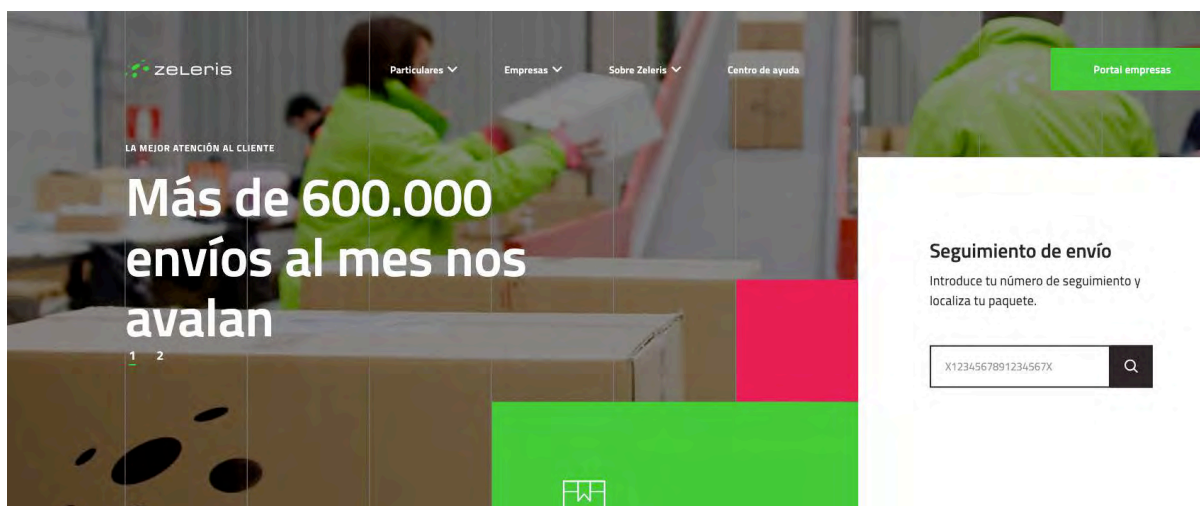 zeleris
Particulares
Empresas
Sobre Zeleris
Centro de ayuda
Portal empresas
LA MEJOR ATENCIÓN AL CLIENTE
Más de 600.000
envíos al mes nos
avalan
1 2
Seguimiento de envío
Introduce tu número de seguimiento y
localiza tu paquete.
X1234567891234567X